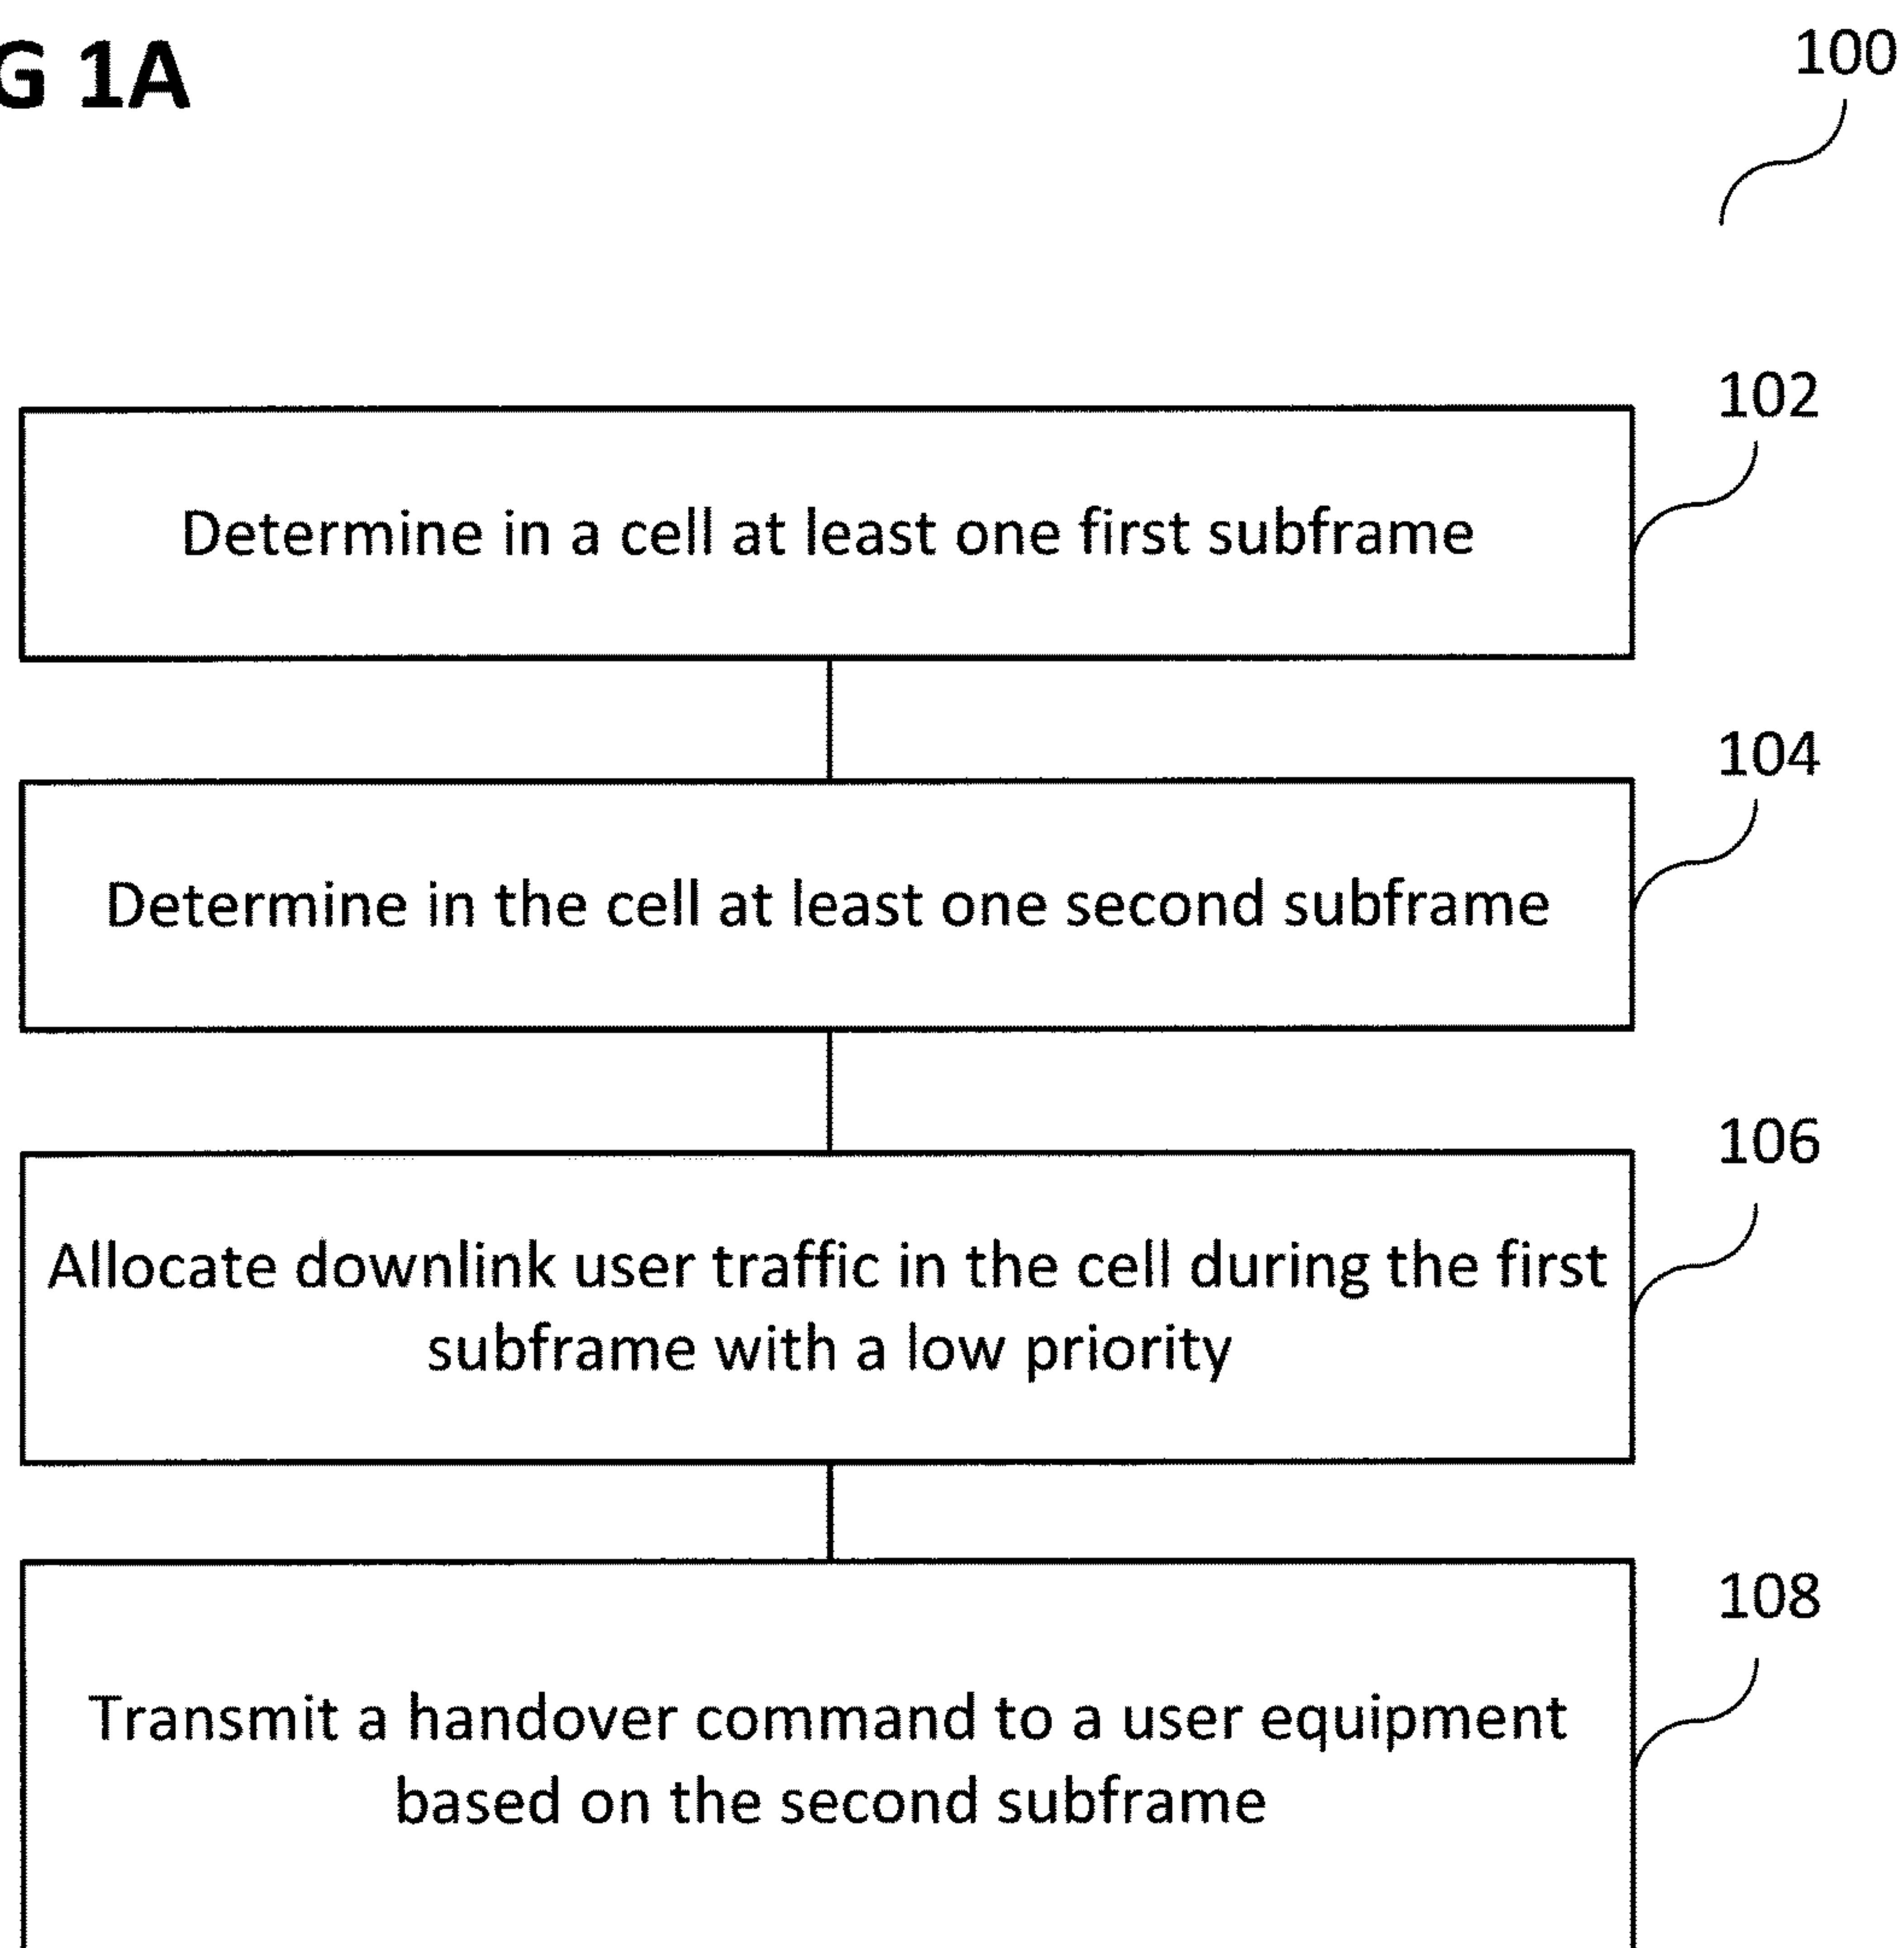 G 1A
100
102
Determine in a cell at least one first subframe
104
Determine in the cell at least one second subframe
106
Allocate downlink user traffic in the cell during the first
subframe with a low priority
108
Transmit a handover command to a user equipment
based on the second subframe